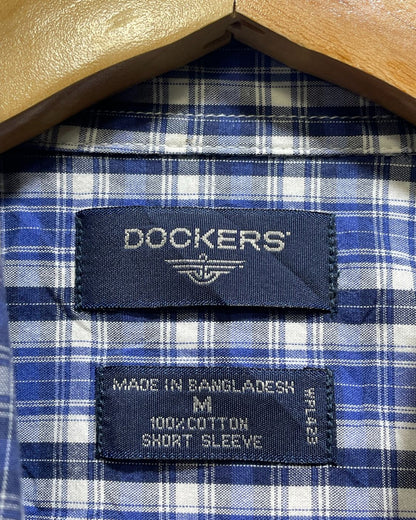 DOCKERS
MADE IN BANGLADESH
M
100% COTTON
SHORT SLEEVE
WPL423